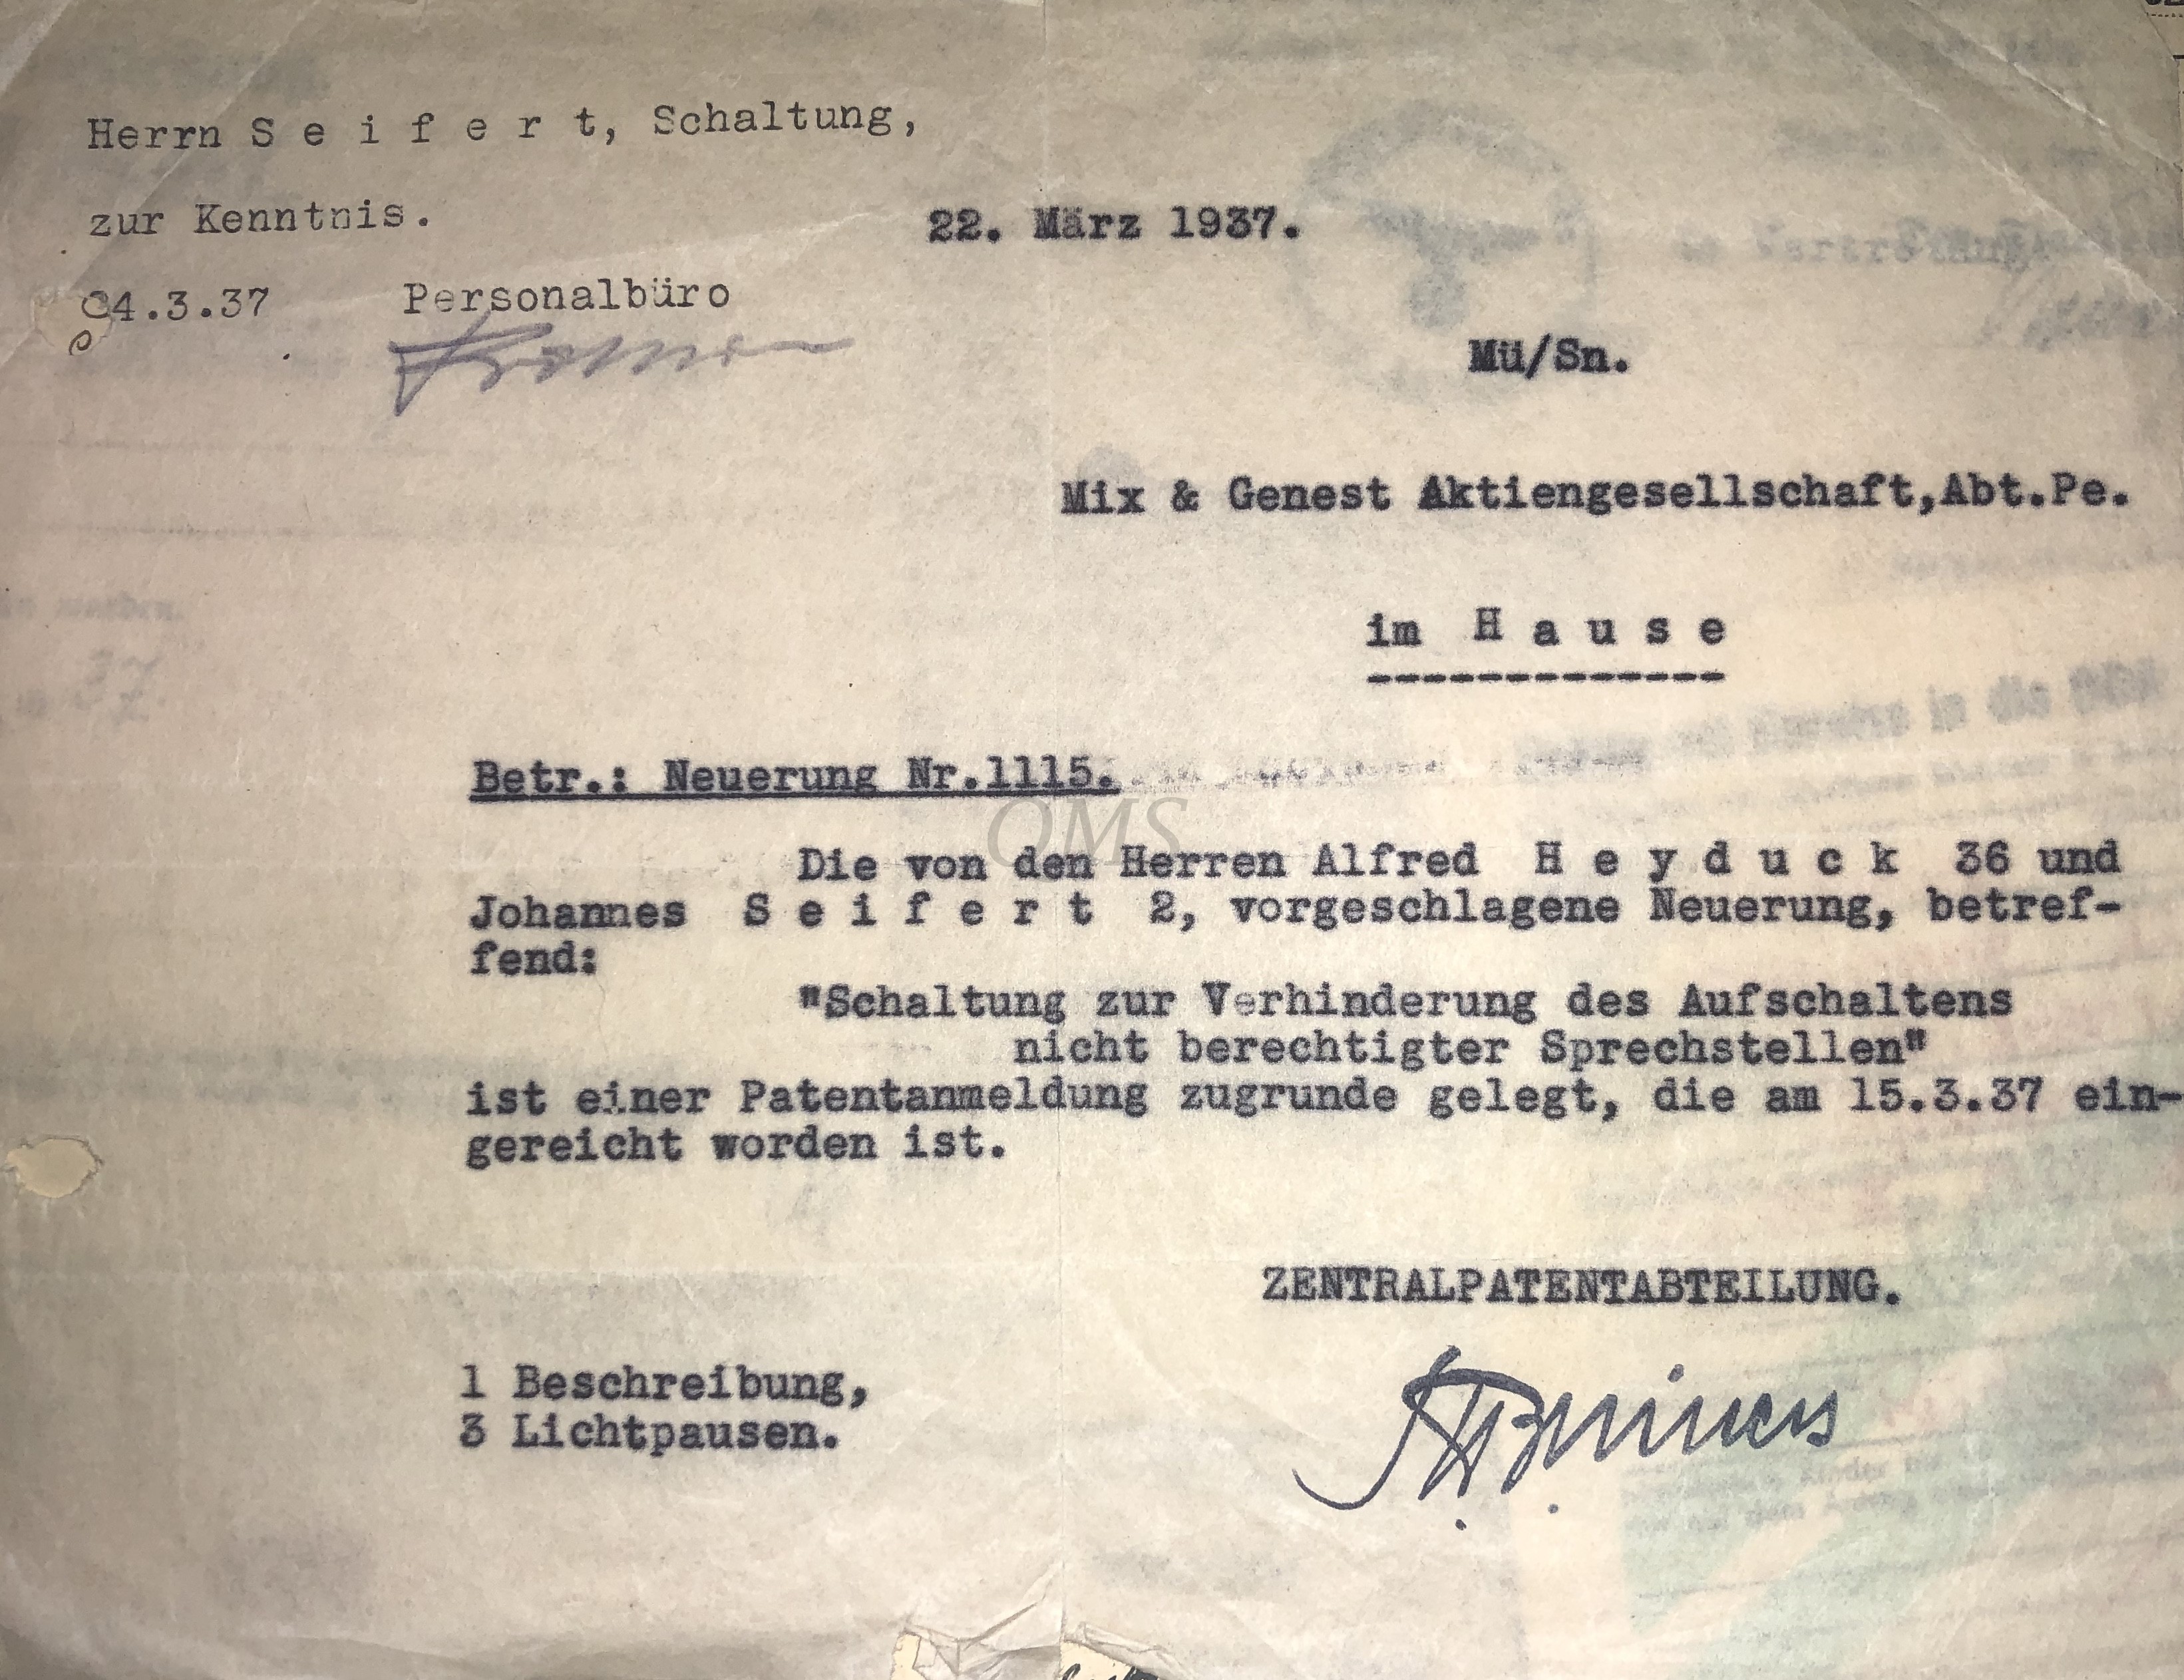 Herrn S e i f e r t, Schaltung,
zur Kenntnis.
22. März 1937.
4.3.37 Personalbüro
Mü/Sn.
Mix & Genest Aktiengesellschaft,Abt.Pe.
im H a u s e
Betr.: Neuerung Nr.1115.
OMS
Die von den Herren Alfred H e y d u c k 36 und
Johannes S e i f e r t 2, vorgeschlagene Neuerung, betref-
fend:
"Schaltung zur Verhinderung des Aufschaltens
nicht berechtigter Sprechstellen"
ist einer Patentanmeldung zugrunde gelegt, die am 15.3.37 ein-
gereicht worden ist.
ZENTRALPATENTABTEILUNG.
1 Beschreibung,
3 Lichtpausen.